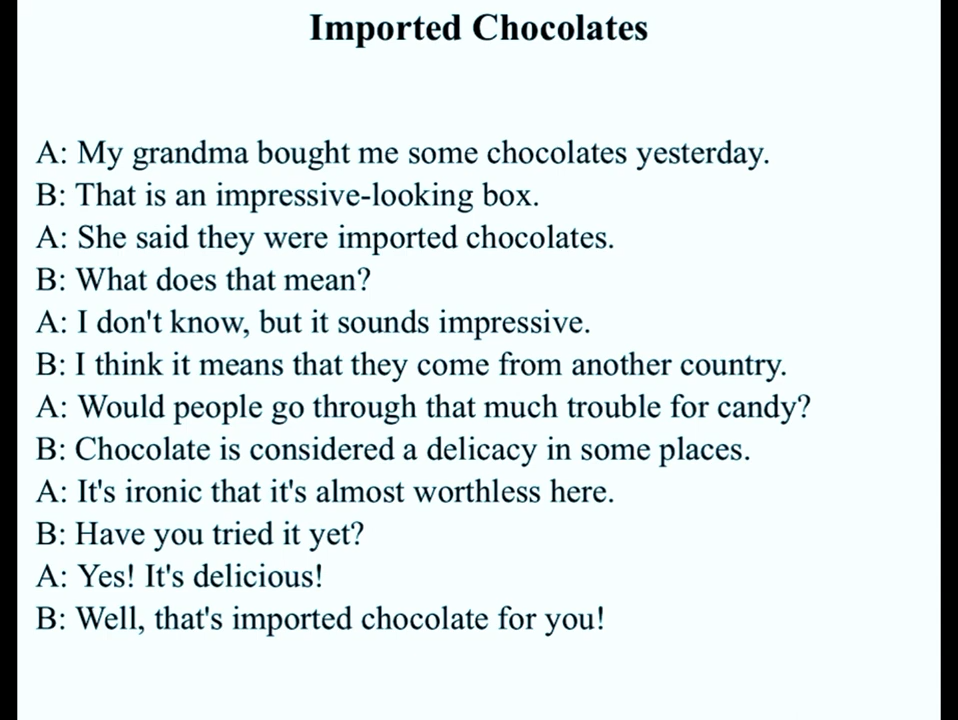 Imported Chocolates
A: My grandma bought me some chocolates yesterday.
B: That is an impressive-looking box.
A: She said they were imported chocolates.
B: What does that mean?
A: I don't know, but it sounds impressive.
B: I think it means that they come from another country.
A: Would people go through that much trouble for candy?
B: Chocolate is considered a delicacy in some places.
A: It's ironic that it's almost worthless here.
B: Have you tried it yet?
A: Yes! It's delicious!
B: Well, that's imported chocolate for you!